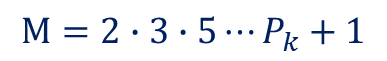 M = 2 · 3 · 5 ⋯ P_k + 1